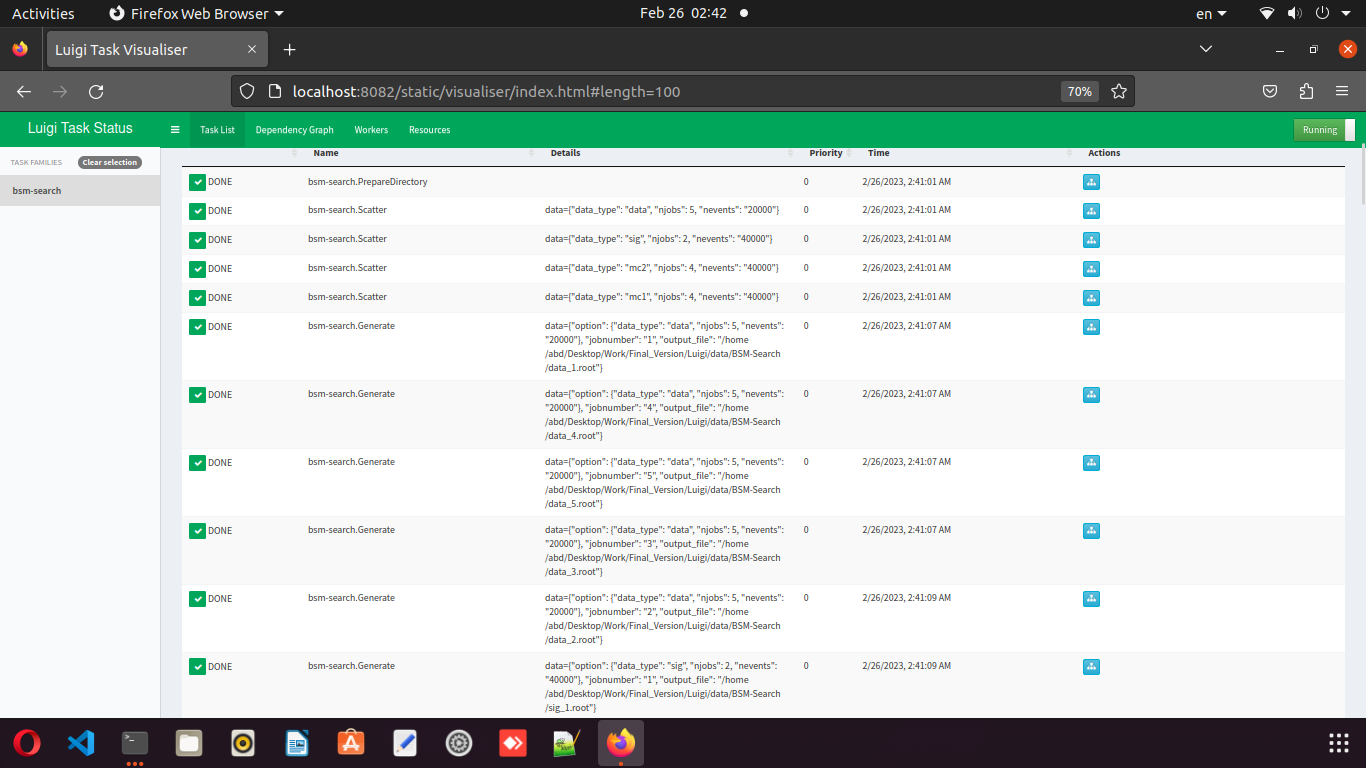 Activities
Firefox Web Browser
Feb 26 02:42
en
Luigi Task Visualiser
localhost:8082/static/visualiser/index.html#length=100
70%
Luigi Task Status
Task List
Dependency Graph
Workers
Resources
Running
TASK FAMILIES
Clear selection
bsm-search
Name Details Priority Time Actions
DONE bsm-search.PrepareDirectory 0 2/26/2023, 2:41:01 AM
DONE bsm-search.Scatter data={"data_type": "data", "njobs": 5, "nevents": "20000"} 0 2/26/2023, 2:41:01 AM
DONE bsm-search.Scatter data={"data_type": "sig", "njobs": 2, "nevents": "40000"} 0 2/26/2023, 2:41:01 AM
DONE bsm-search.Scatter data={"data_type": "mc2", "njobs": 4, "nevents": "40000"} 0 2/26/2023, 2:41:01 AM
DONE bsm-search.Scatter data={"data_type": "mc1", "njobs": 4, "nevents": "40000"} 0 2/26/2023, 2:41:01 AM
DONE bsm-search.Generate data={"option": {"data_type": "data", "njobs": 5, "nevents": 0 2/26/2023, 2:41:07 AM
"20000"}, "jobnumber": "1", "output_file": "/home
/abd/Desktop/Work/Final_Version/Luigi/data/BSM-Search
/data_1.root"}
DONE bsm-search.Generate data={"option": {"data_type": "data", "njobs": 5, "nevents": 0 2/26/2023, 2:41:07 AM
"20000"}, "jobnumber": "4", "output_file": "/home
/abd/Desktop/Work/Final_Version/Luigi/data/BSM-Search
/data_4.root"}
DONE bsm-search.Generate data={"option": {"data_type": "data", "njobs": 5, "nevents": 0 2/26/2023, 2:41:07 AM
"20000"}, "jobnumber": "5", "output_file": "/home
/abd/Desktop/Work/Final_Version/Luigi/data/BSM-Search
/data_5.root"}
DONE bsm-search.Generate data={"option": {"data_type": "data", "njobs": 5, "nevents": 0 2/26/2023, 2:41:07 AM
"20000"}, "jobnumber": "3", "output_file": "/home
/abd/Desktop/Work/Final_Version/Luigi/data/BSM-Search
/data_3.root"}
DONE bsm-search.Generate data={"option": {"data_type": "data", "njobs": 5, "nevents": 0 2/26/2023, 2:41:09 AM
"20000"}, "jobnumber": "2", "output_file": "/home
/abd/Desktop/Work/Final_Version/Luigi/data/BSM-Search
/data_2.root"}
DONE bsm-search.Generate data={"option": {"data_type": "sig", "njobs": 2, "nevents": 0 2/26/2023, 2:41:09 AM
"40000"}, "jobnumber": "1", "output_file": "/home
/abd/Desktop/Work/Final_Version/Luigi/data/BSM-Search
/sig_1.root"}